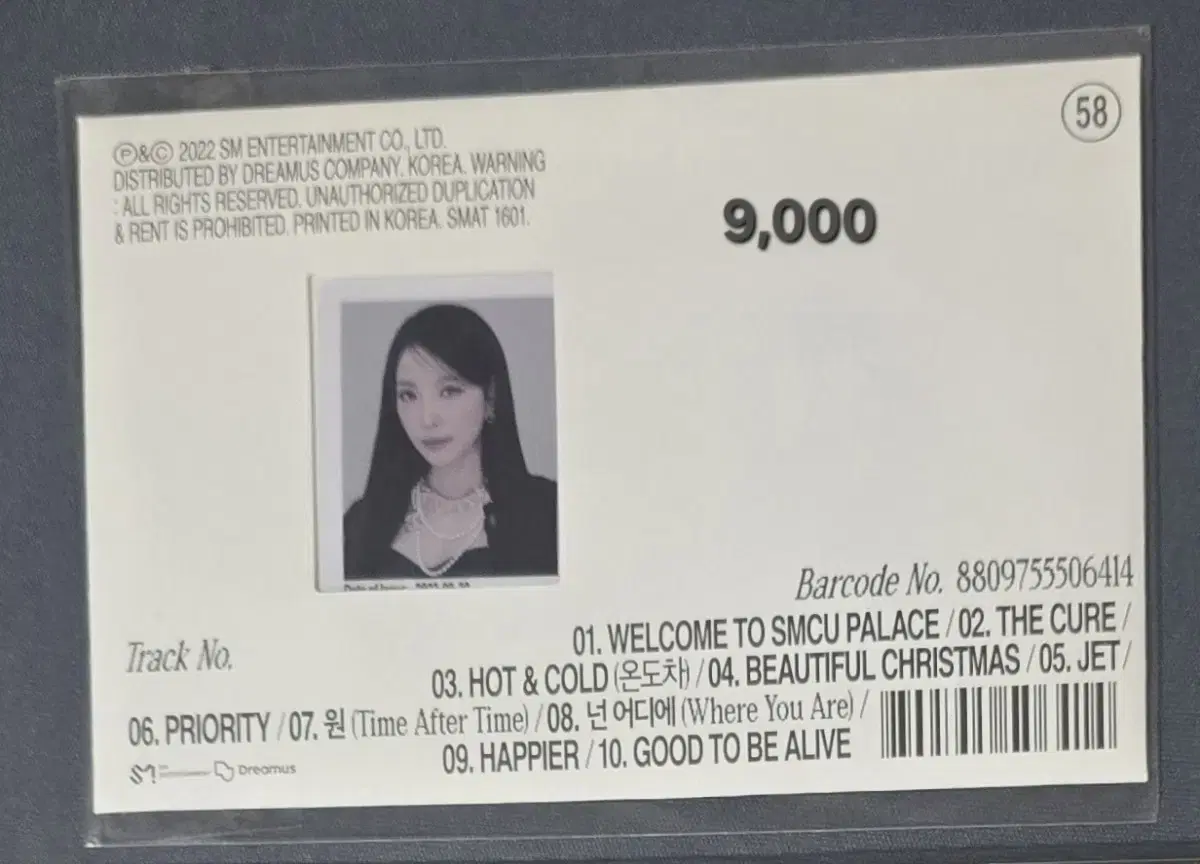 Ⓟ&Ⓒ 2022 SM ENTERTAINMENT CO., LTD.
DISTRIBUTED BY DREAMUS COMPANY. KOREA. WARNING
: ALL RIGHTS RESERVED. UNAUTHORIZED DUPLICATION
& RENT IS PROHIBITED. PRINTED IN KOREA. SMAT 1601.
58
9,000
Barcode No. 8809755506414
Track No.
01. WELCOME TO SMCU PALACE / 02. THE CURE /
03. HOT & COLD (온도차) / 04. BEAUTIFUL CHRISTMAS / 05. JET /
06. PRIORITY / 07. 원 (Time After Time) / 08. 넌 어디에 (Where You Are) /
09. HAPPIER / 10. GOOD TO BE ALIVE
SM
Dreamus